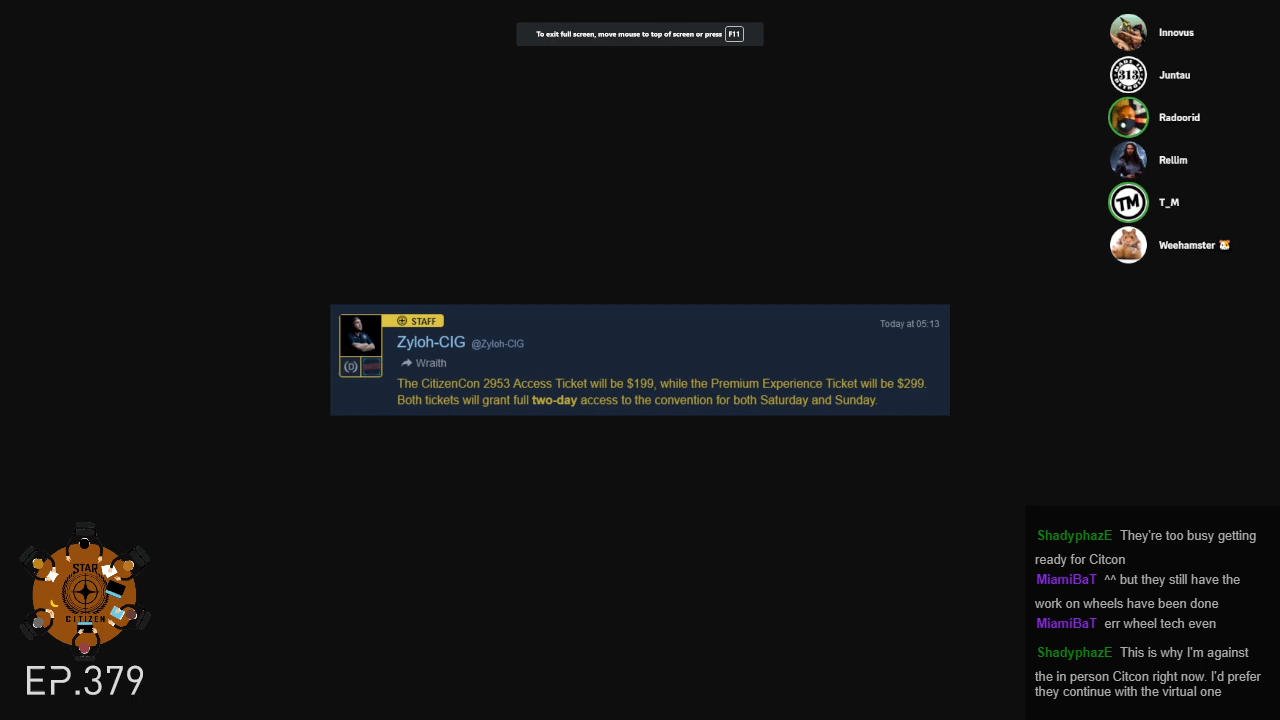 To exit full screen, move mouse to top of screen or press F11
Innovus
Juntau
MADE IN
313
DETROIT
Radoorid
Rellim
TM
T_M
Weehamster 🐹
STAFF
Today at 05:13
Zyloh-CIG @Zyloh-CIG
Wraith
The CitizenCon 2953 Access Ticket will be $199, while the Premium Experience Ticket will be $299.
Both tickets will grant full two-day access to the convention for both Saturday and Sunday.
STAR
CITIZEN
EP.379
ShadyphazE They're too busy getting
ready for Citcon
MiamiBaT ^^ but they still have the
work on wheels have been done
MiamiBaT err wheel tech even
ShadyphazE This is why I'm against
the in person Citcon right now. I'd prefer
they continue with the virtual one